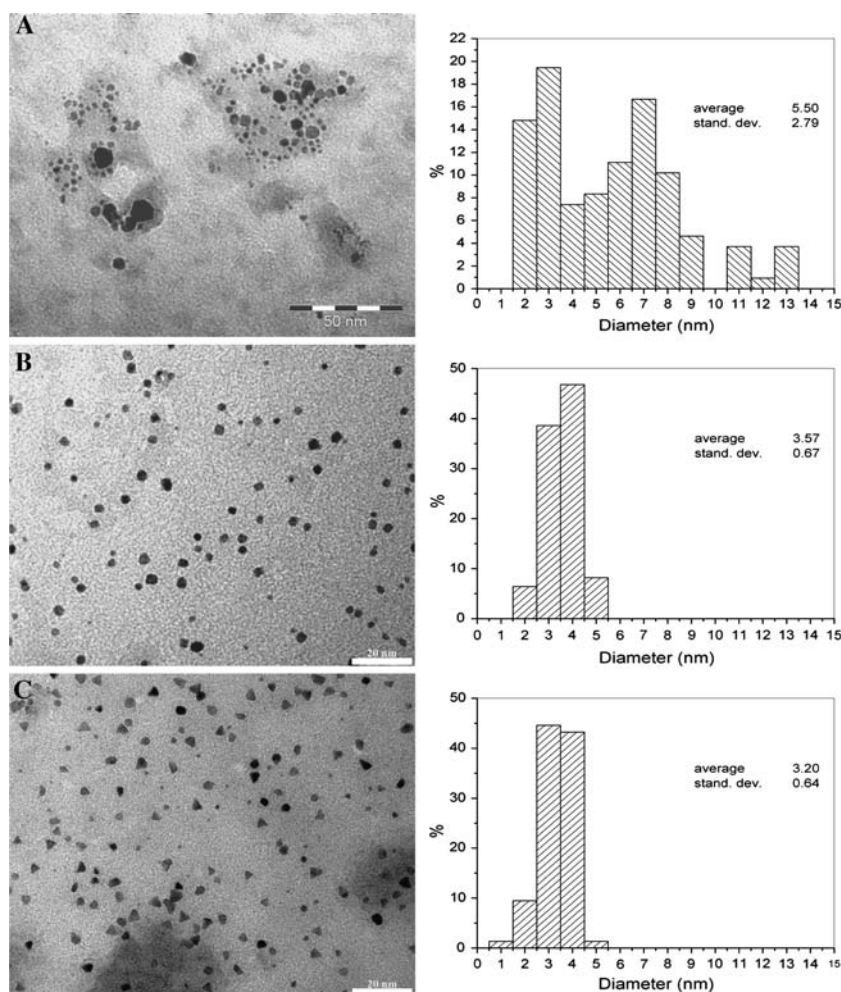 A
50 nm
%
22
20
18
16
14
12
10
8
6
4
2
0
average 5.50
stand. dev. 2.79
0 1 2 3 4 5 6 7 8 9 10 11 12 13 14 15
Diameter (nm)
B
20 nm
%
50
40
30
20
10
0
average 3.57
stand. dev. 0.67
0 1 2 3 4 5 6 7 8 9 10 11 12 13 14 15
Diameter (nm)
C
20 nm
%
50
40
30
20
10
0
average 3.20
stand. dev. 0.64
0 1 2 3 4 5 6 7 8 9 10 11 12 13 14 15
Diameter (nm)